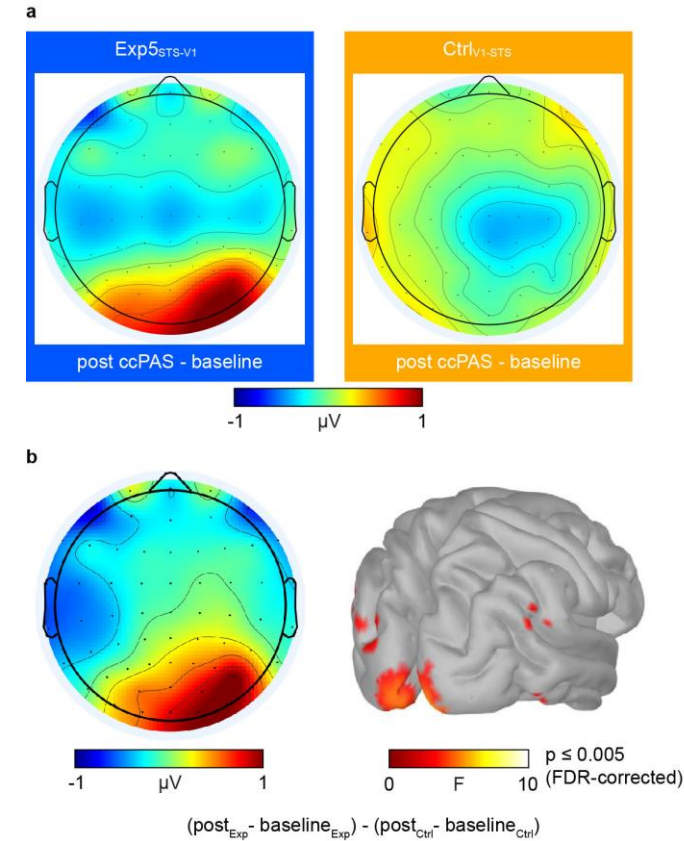 a
Exp5STS-V1 CtrlV1-STS
post ccPAS - baseline post ccPAS - baseline
-1 µV 1
b
-1 µV 1 0 F 10 p ≤ 0.005
(FDR-corrected)
(postExp- baselineExp) - (postCtrl- baselineCtrl)